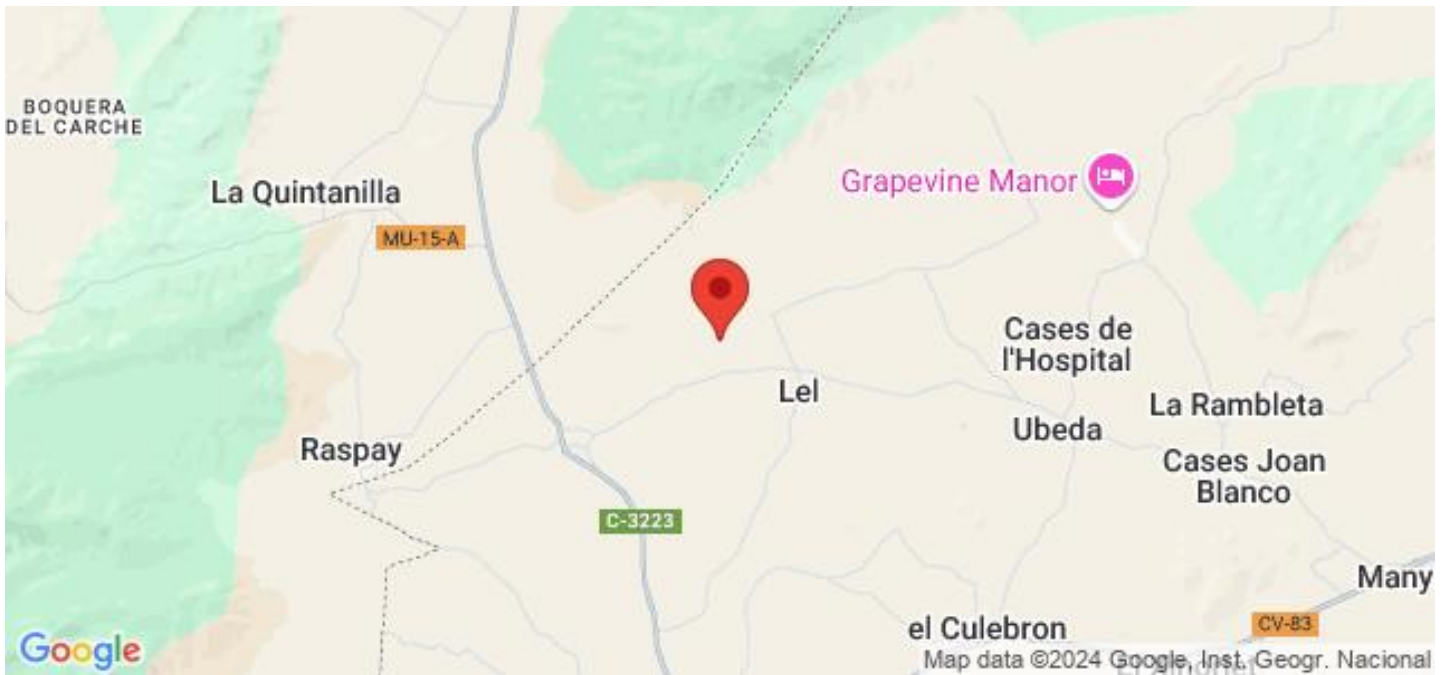 BOQUERA
DEL CARCHE
La Quintanilla
Grapevine Manor
MU-15-A
Cases de
l'Hospital
Lel
La Rambleta
Ubeda
Raspay
Cases Joan
Blanco
C-3223
Many
el Culebron
CV-83
Google
Map data ©2024 Google, Inst. Geogr. Nacional